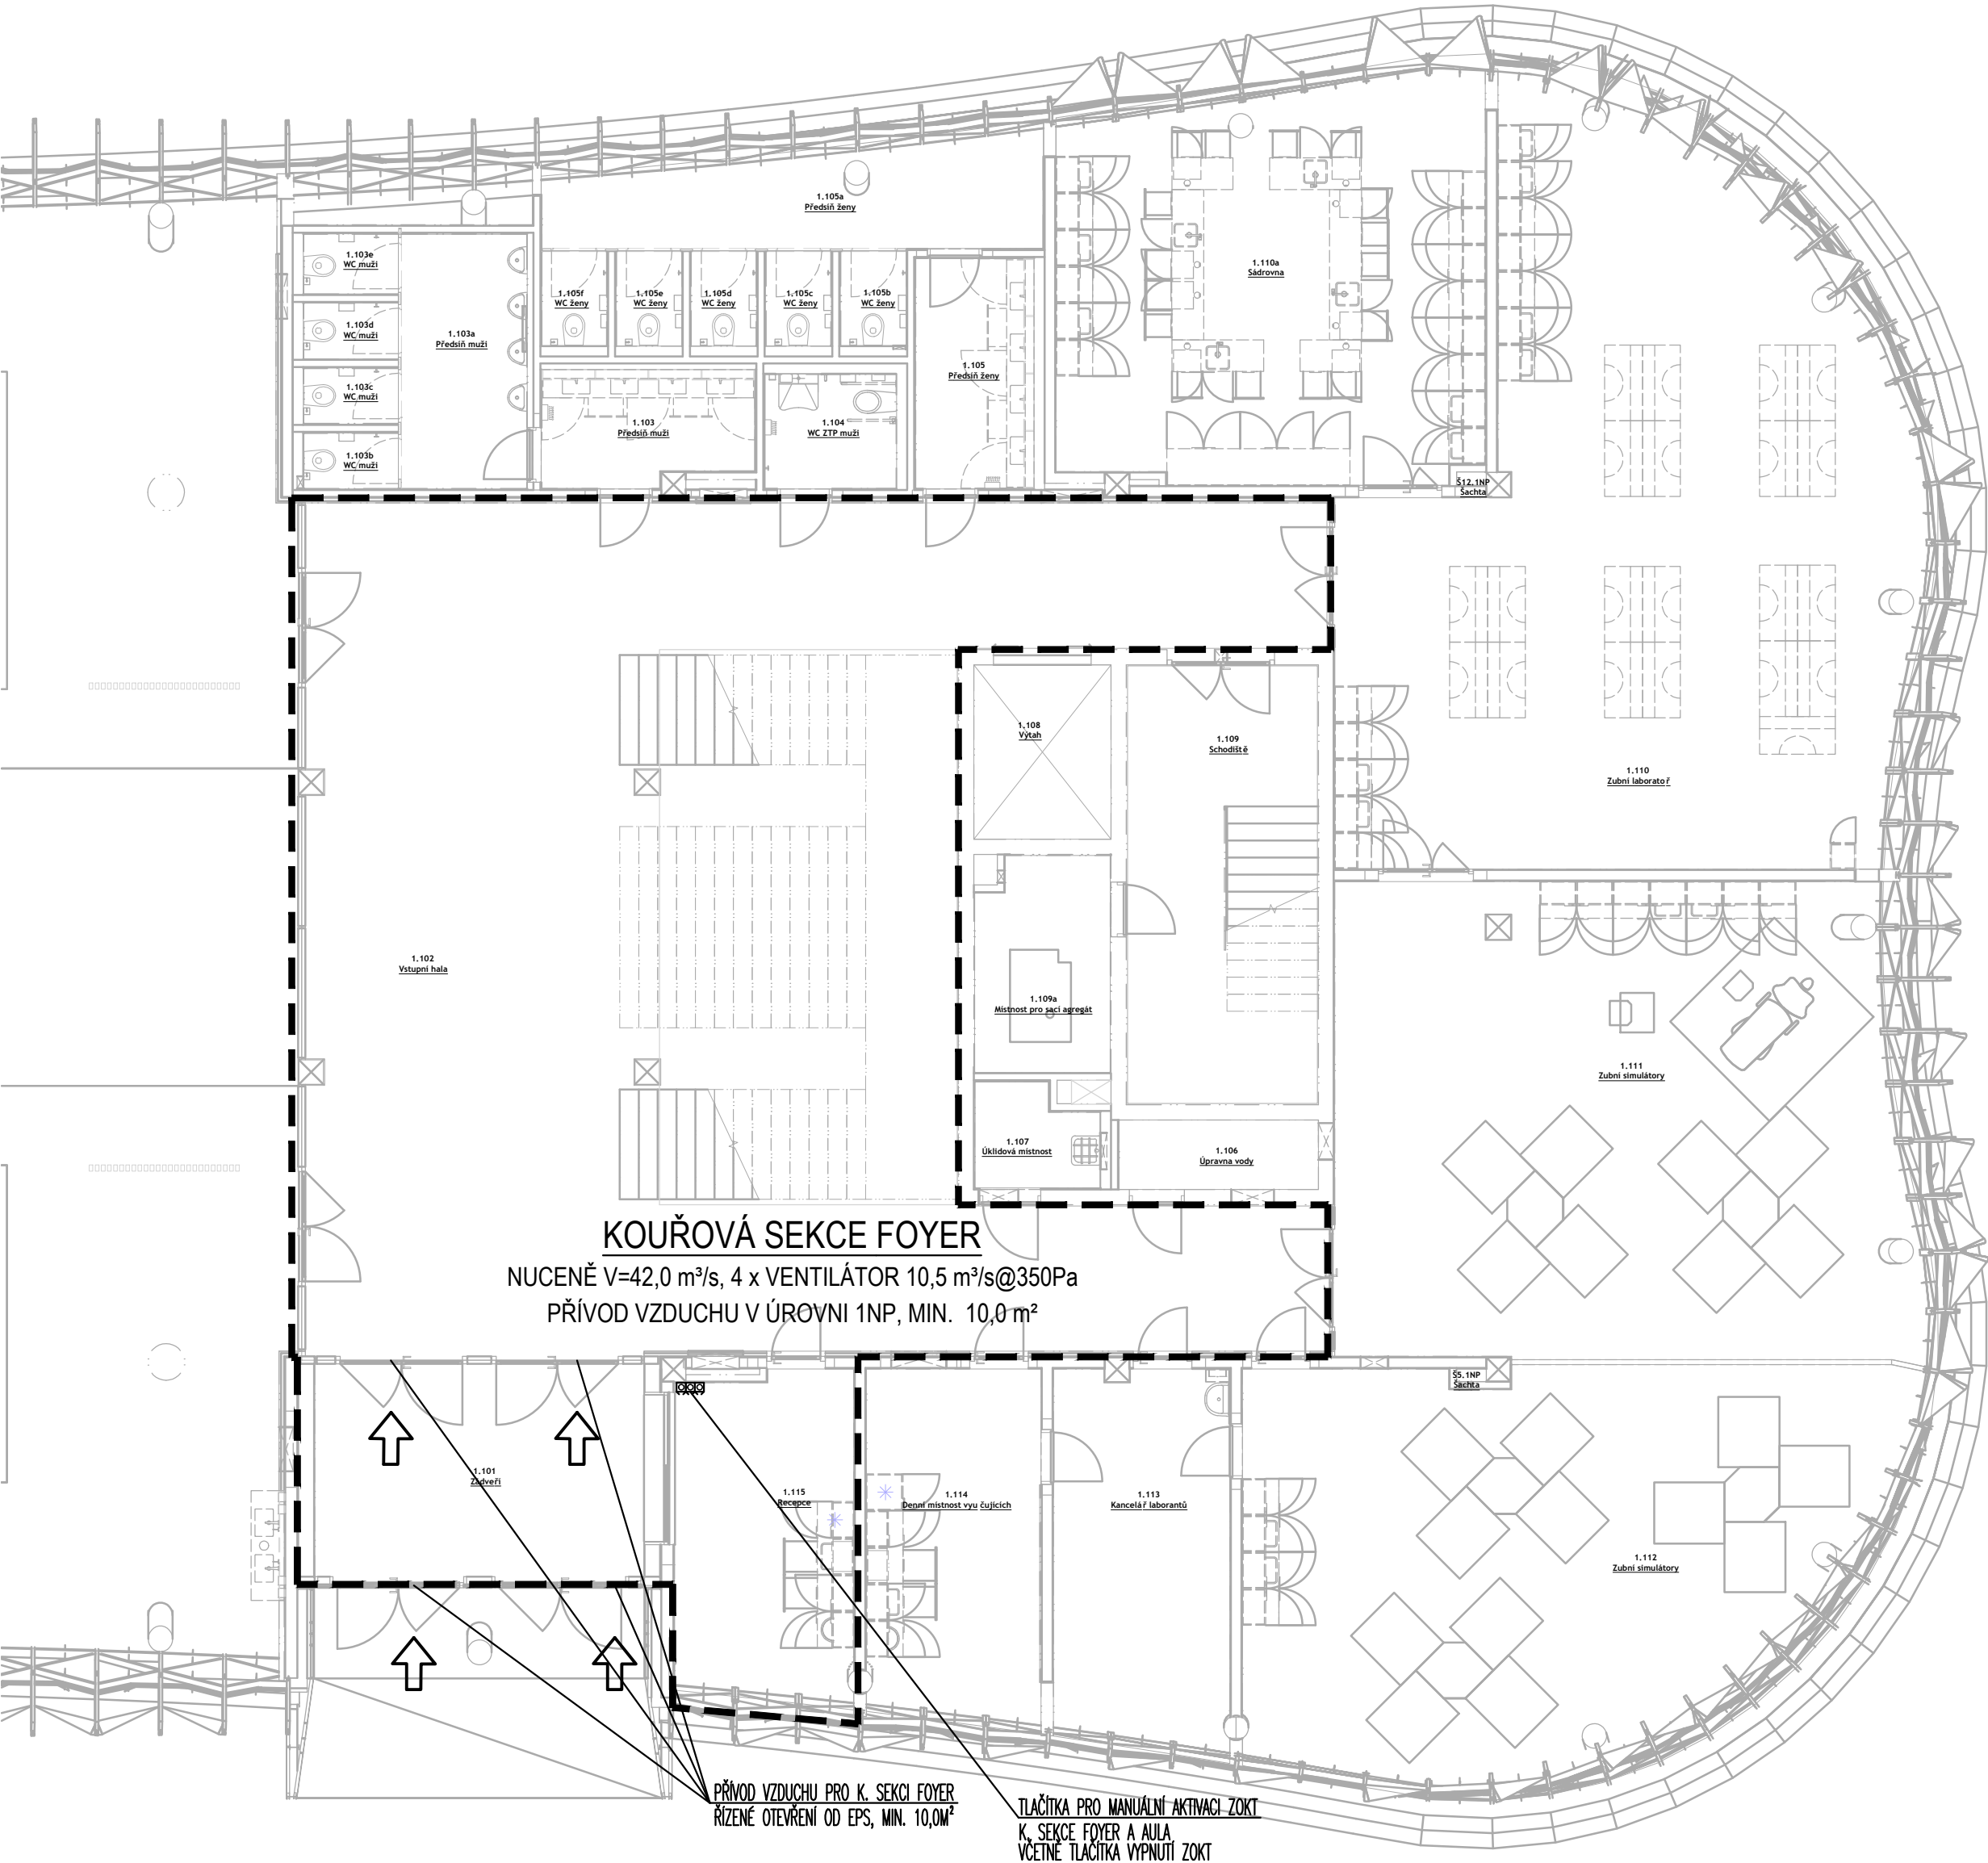 1.105a
Předsíň ženy
1.103e
WC muži
1.110a
Sádrovna
1.105f
WC ženy
1.105e
WC ženy
1.105d
WC ženy
1.105c
WC ženy
1.105b
WC ženy
1.103d
WC muži
1.103a
Předsíň muži
1.105
Předsíň ženy
1.103c
WC muži
1.103
Předsíň muži
1.104
WC ZTP muži
1.103b
WC muži
Š12.1NP
Šachta
1.108
Výtah
1.109
Schodiště
1.110
Zubní laboratoř
1.102
Vstupní hala
1.109a
Místnost pro sací agregát
1.111
Zubní simulátory
1.107
Úklidová místnost
1.106
Úpravna vody
KOUŘOVÁ SEKCE FOYER
NUCENĚ V=42,0 m³/s, 4 x VENTILÁTOR 10,5 m³/s@350Pa
PŘÍVOD VZDUCHU V ÚROVNI 1NP, MIN. 10,0 m²
Š5.1NP
Šachta
1.101
Zádveří
1.115
Recepce
1.114
Denní místnost vyučujících
1.113
Kancelář laborantů
1.112
Zubní simulátory
PŘÍVOD VZDUCHU PRO K. SEKCI FOYER
ŘÍZENÉ OTEVŘENÍ OD EPS, MIN. 10,0M²
TLAČÍTKA PRO MANUÁLNÍ AKTIVACI ZOKT
K. SEKCE FOYER A AULA
VČETNĚ TLAČÍTKA VYPNUTÍ ZOKT